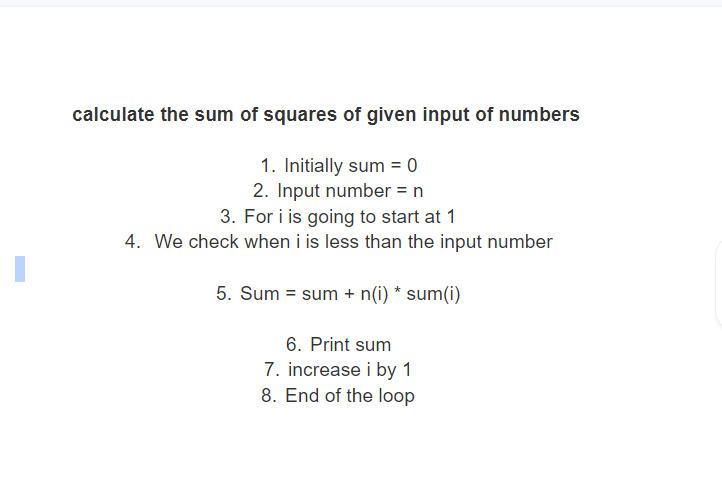 calculate the sum of squares of given input of numbers
1. Initially sum = 0
2. Input number = n
3. For i is going to start at 1
4. We check when i is less than the input number
5. Sum = sum + n(i) * sum(i)
6. Print sum
7. increase i by 1
8. End of the loop